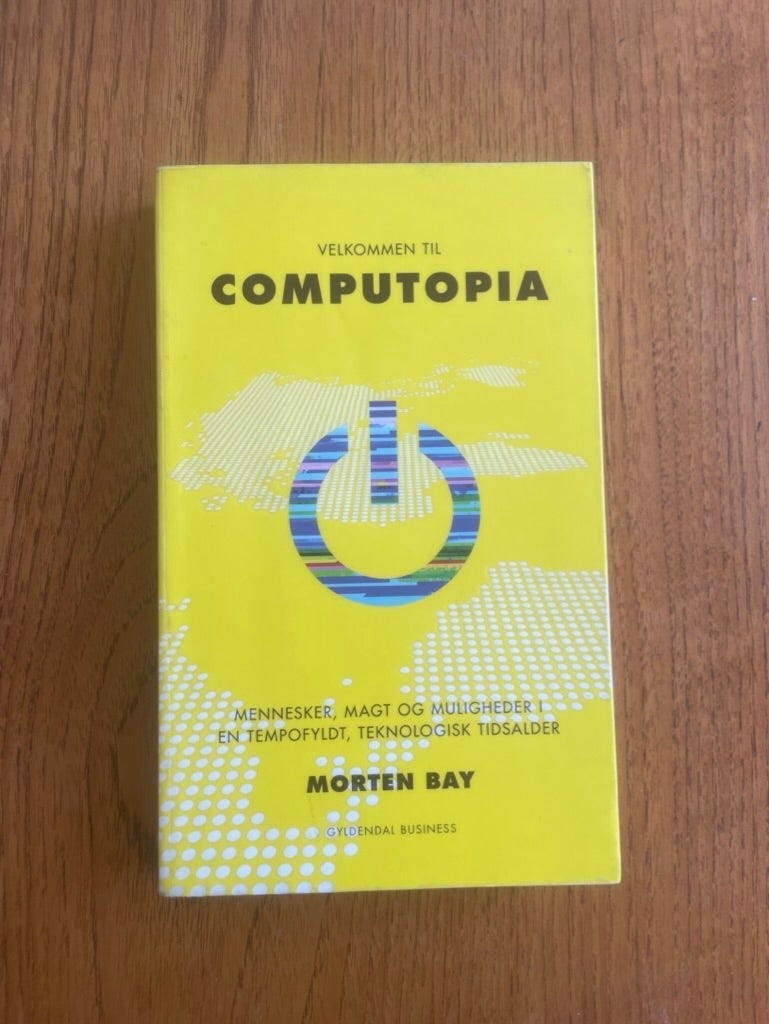 VELKOMMEN TIL
COMPUTOPIA
MENNESKER, MAGT OG MULIGHEDER I
EN TEMPOFYLDT, TEKNOLOGISK TIDSALDER
MORTEN BAY
GYLDENDAL BUSINESS